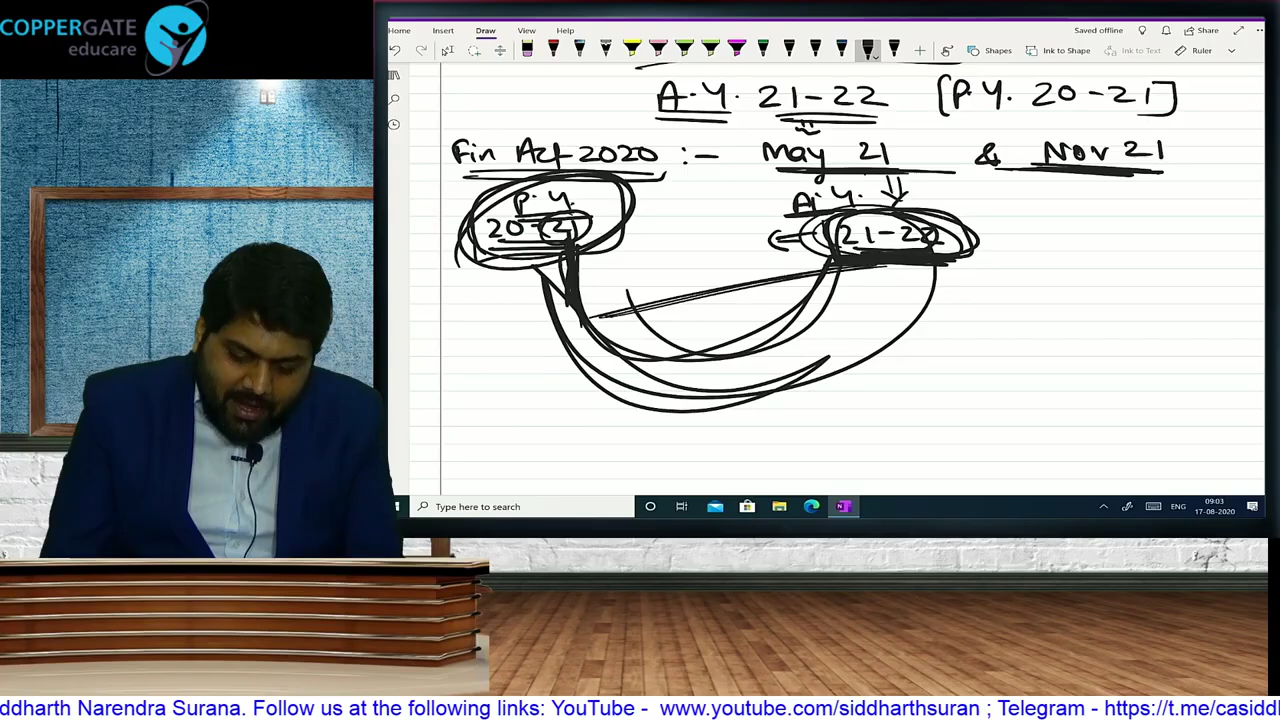 COPPERGATE
educare
Home Insert Draw View Help
Saved offline
Share
Shapes
Ink to Shape
Ink to Text
Ruler
A.Y. 21-22 [P.Y. 20-21]
Fin Act 2020 :- May 21 & Nov 21
P.Y. A.Y.
20-21 21-22
Type here to search
ENG
09:03
17-08-2020
ddharth Narendra Surana. Follow us at the following links: YouTube - www.youtube.com/siddharthsuran ; Telegram - https://t.me/casidd